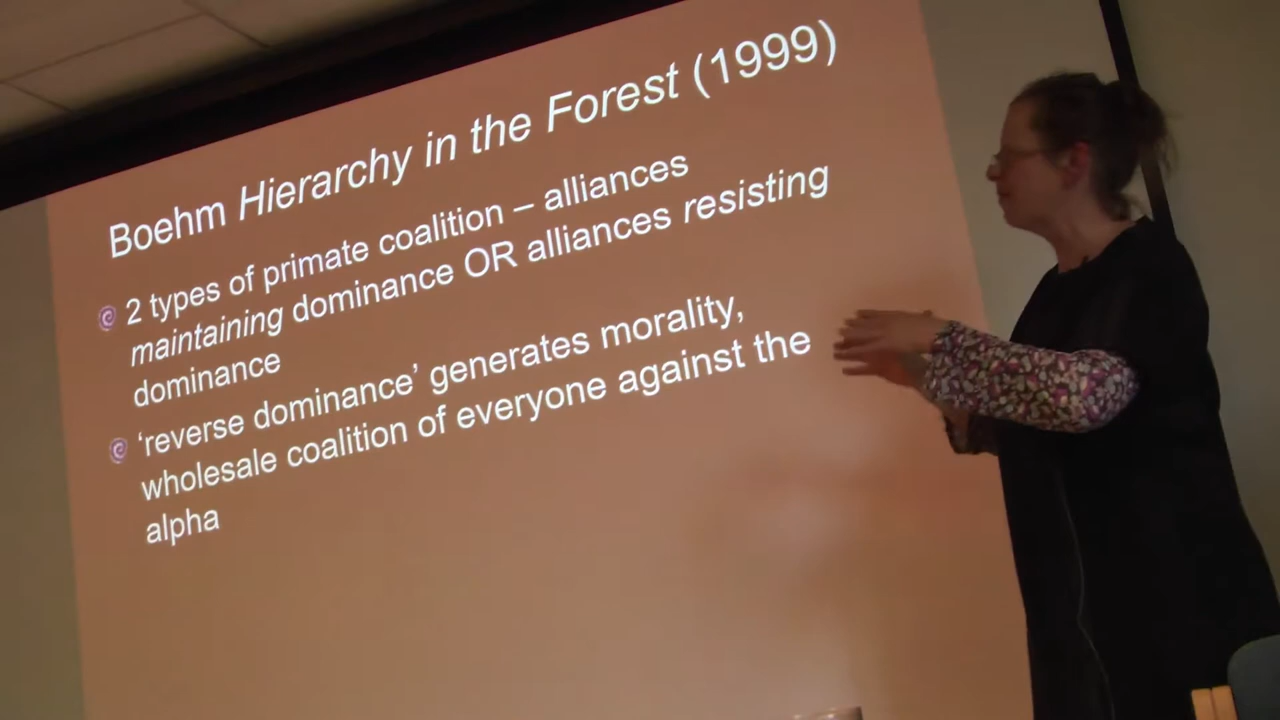 Boehm Hierarchy in the Forest (1999)
2 types of primate coalition – alliances
maintaining dominance OR alliances resisting
dominance
‘reverse dominance’ generates morality,
wholesale coalition of everyone against the
alpha